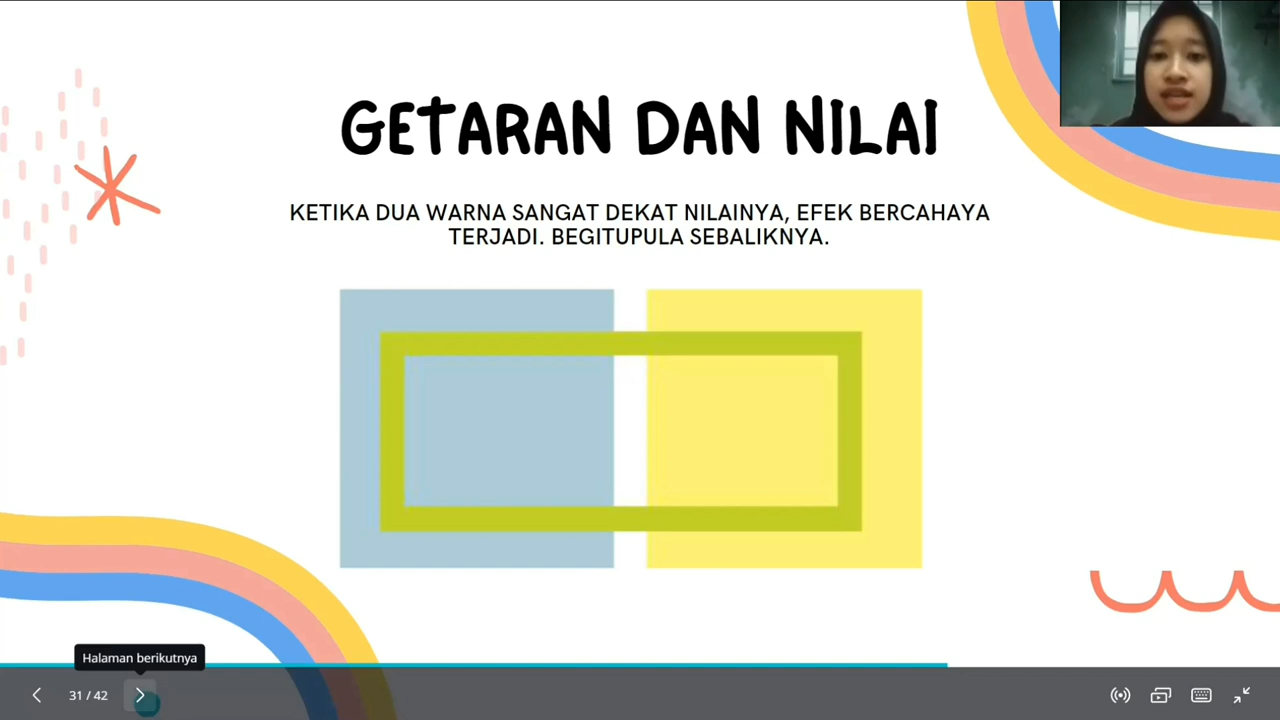 GETARAN DAN NILAI
KETIKA DUA WARNA SANGAT DEKAT NILAINYA, EFEK BERCAHAYA
TERJADI. BEGITUPULA SEBALIKNYA.
Halaman berikutnya
31 / 42